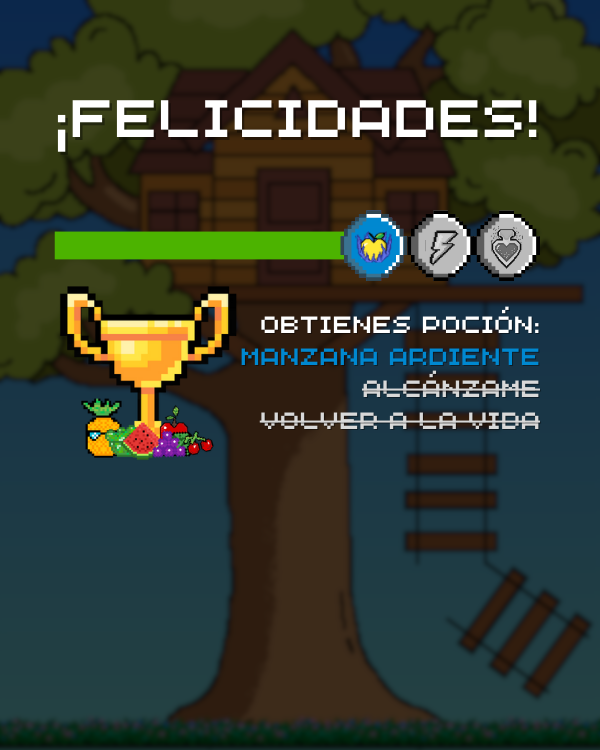 ¡FELICIDADES!
OBTIENES POCIÓN:
MANZANA ARDIENTE
ALCÁNZAME
VOLVER A LA VIDA